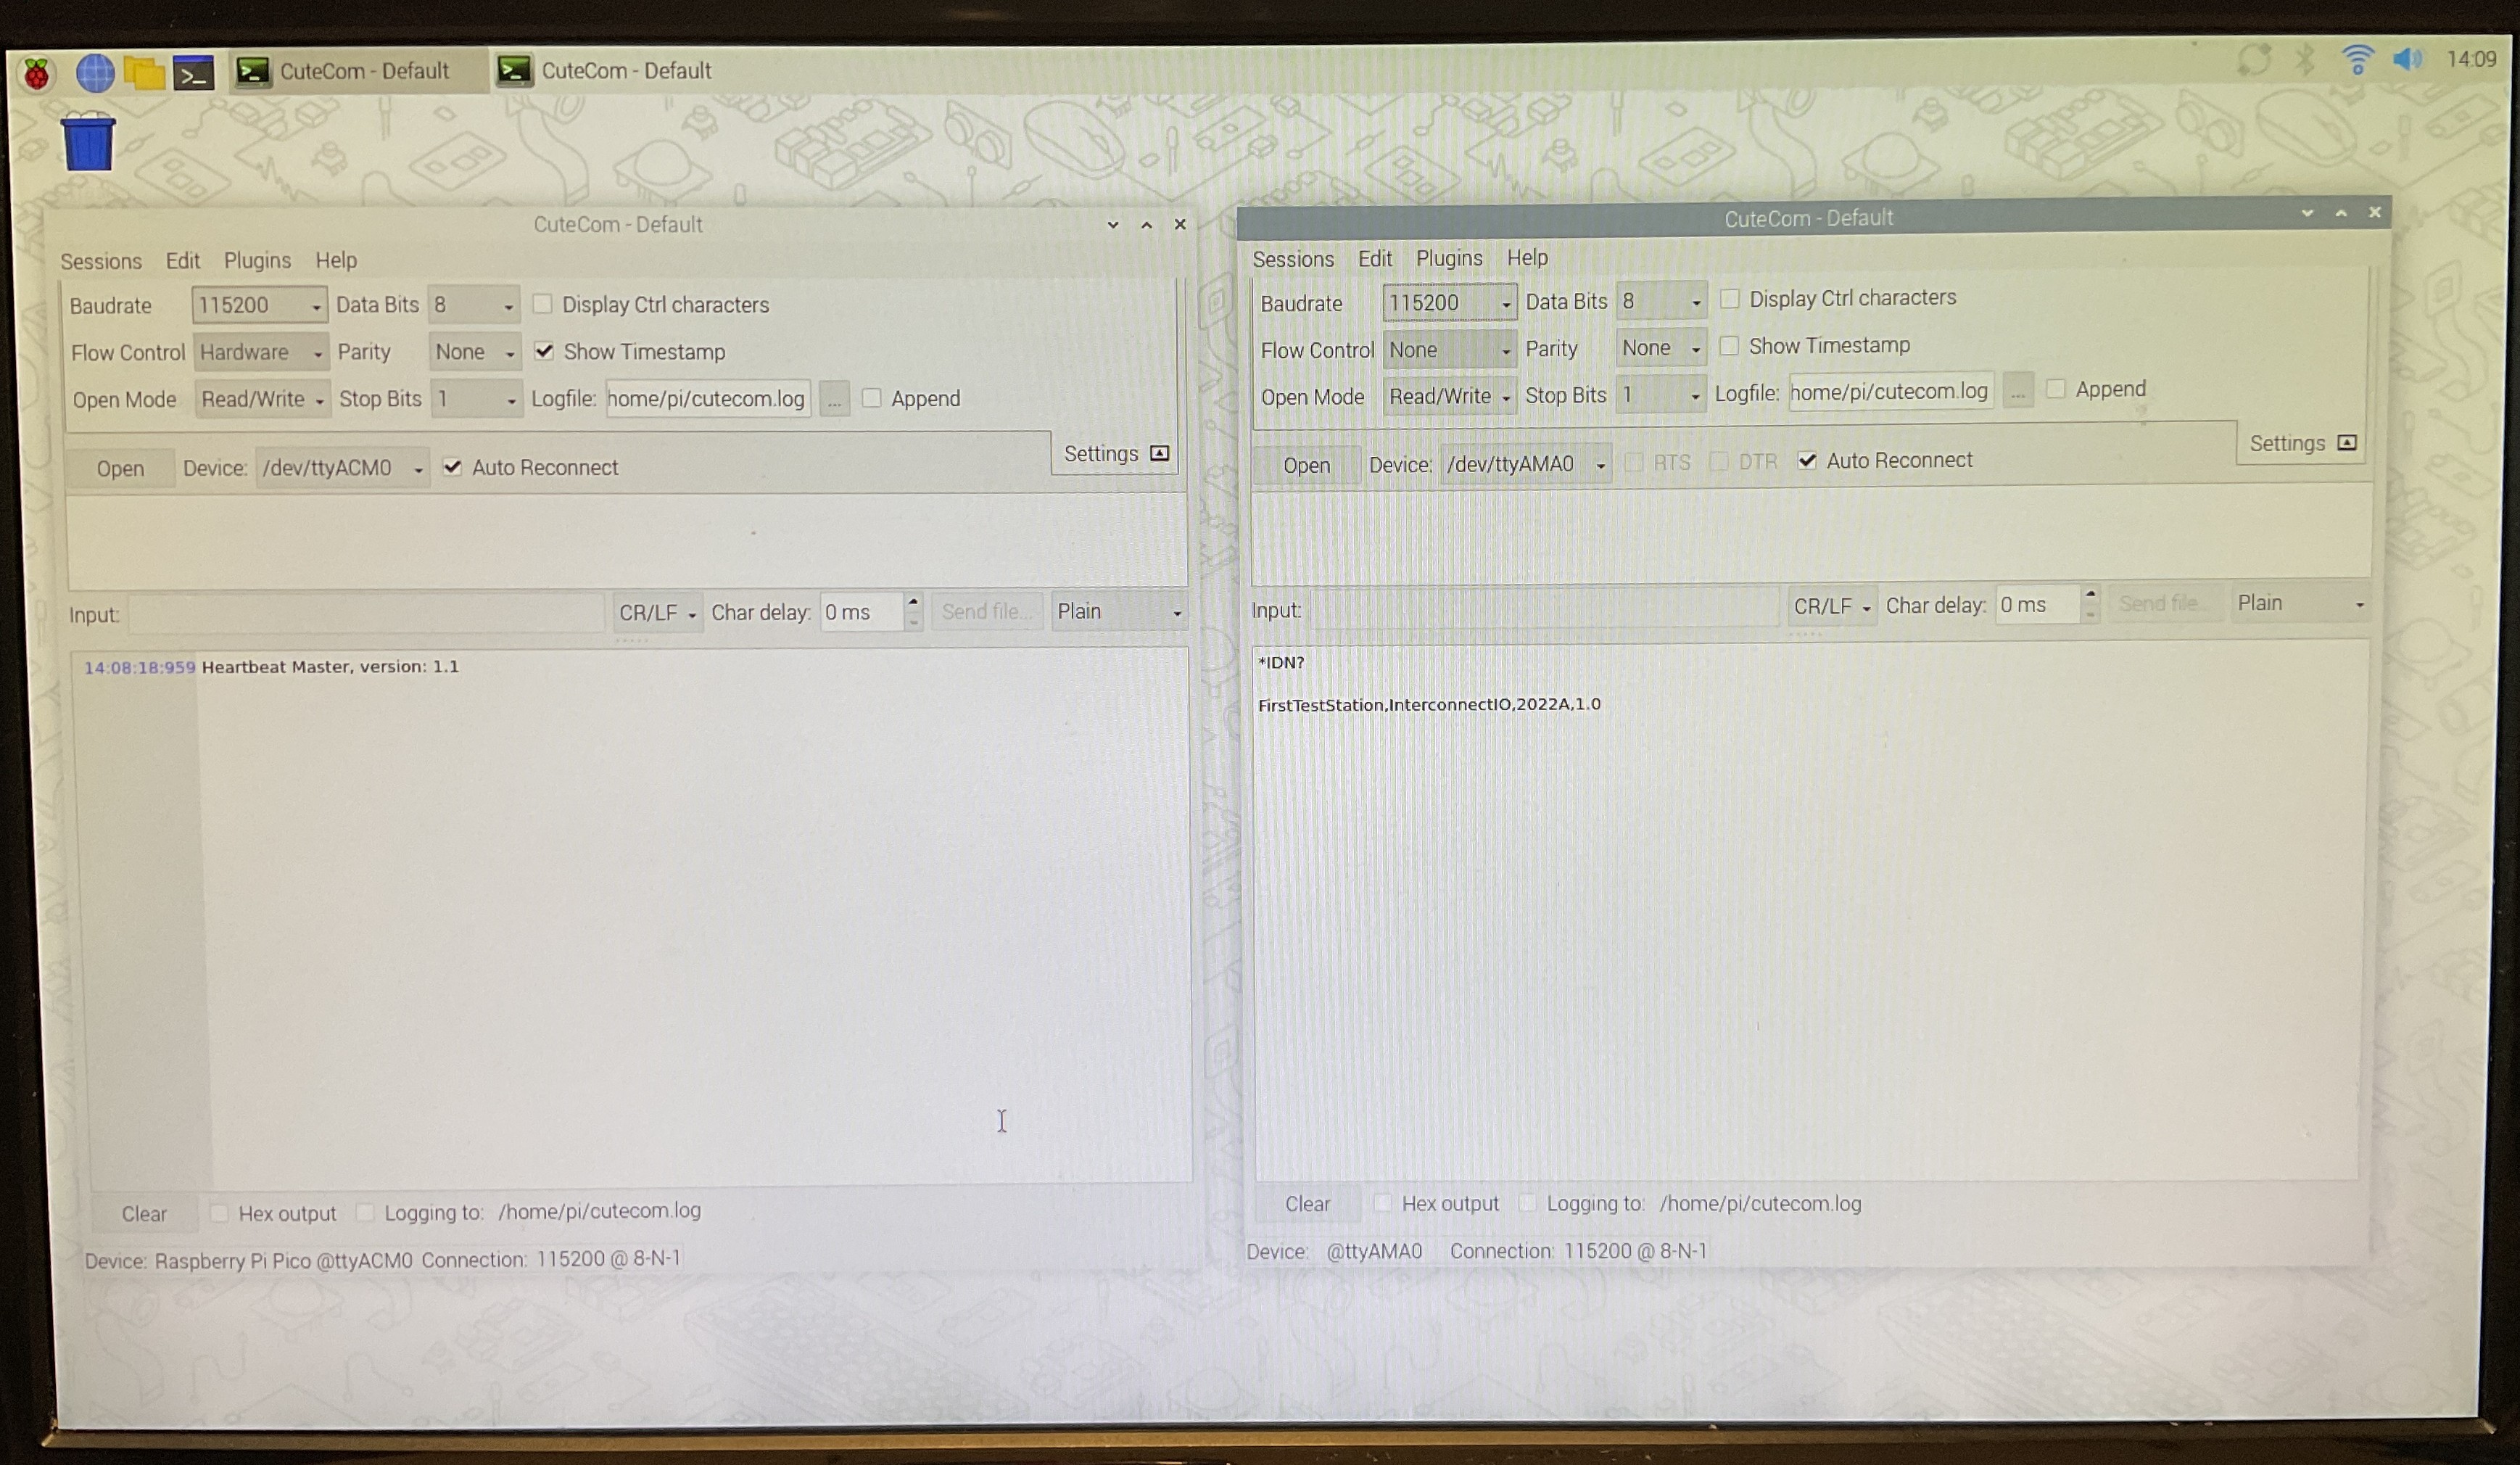 CuteCom - Default CuteCom - Default 14:09
CuteCom - Default
Sessions Edit Plugins Help
Baudrate 115200 Data Bits 8 Display Ctrl characters
Flow Control Hardware Parity None Show Timestamp
Open Mode Read/Write Stop Bits 1 Logfile: home/pi/cutecom.log ... Append
Settings
Open Device: /dev/ttyACM0 Auto Reconnect
Input: CR/LF Char delay: 0 ms Send file... Plain
14:08:18:959 Heartbeat Master, version: 1.1
Clear Hex output Logging to: /home/pi/cutecom.log
Device: Raspberry Pi Pico @ttyACM0 Connection: 115200 @ 8-N-1
CuteCom - Default
Sessions Edit Plugins Help
Baudrate 115200 Data Bits 8 Display Ctrl characters
Flow Control None Parity None Show Timestamp
Open Mode Read/Write Stop Bits 1 Logfile: home/pi/cutecom.log ... Append
Settings
Open Device: /dev/ttyAMA0 RTS DTR Auto Reconnect
Input: CR/LF Char delay: 0 ms Send file... Plain
*IDN?
FirstTestStation,InterconnectIO,2022A,1.0
Clear Hex output Logging to: /home/pi/cutecom.log
Device: @ttyAMA0 Connection: 115200 @ 8-N-1